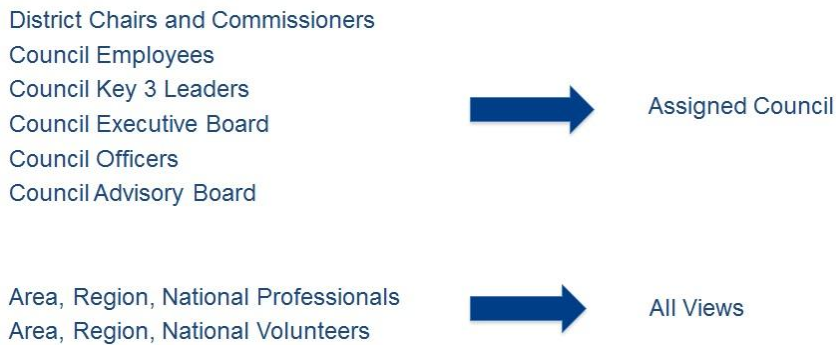 District Chairs and Commissioners
Council Employees
Council Key 3 Leaders
Council Executive Board
Council Officers
Council Advisory Board
Assigned Council
Area, Region, National Professionals
Area, Region, National Volunteers
All Views